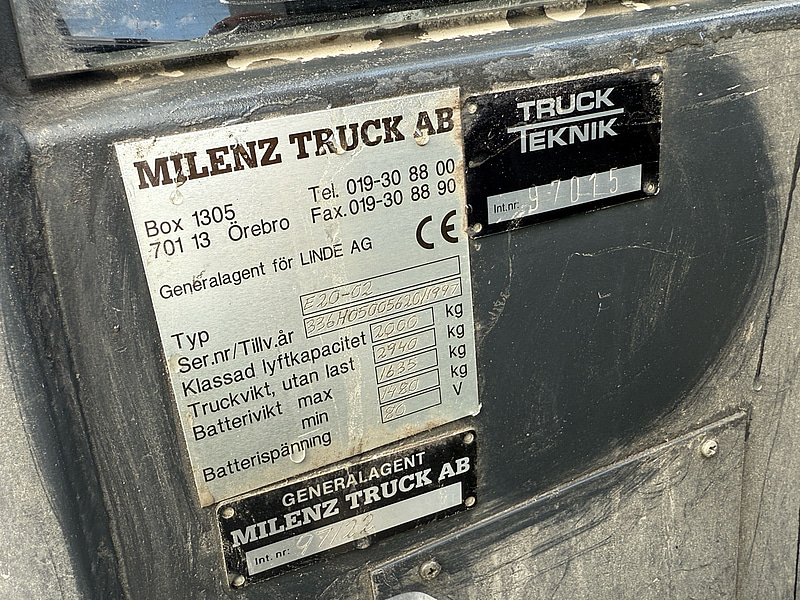 MILENZ TRUCK AB
Box 1305
701 13 Örebro
Tel. 019-30 88 00
Fax. 019-30 88 90
Generalagent för LINDE AG
CE
Typ E20-02
Ser.nr/Tillv.år 336H05005620/1997
Klassad lyftkapacitet 2000 kg
Truckvikt, utan last 2940 kg
Batterivikt max 1635 kg
min 1480
Batterispänning 80 V
TRUCK
TEKNIK
Int.nr: 97015
GENERALAGENT
MILENZ TRUCK AB
Int. nr: